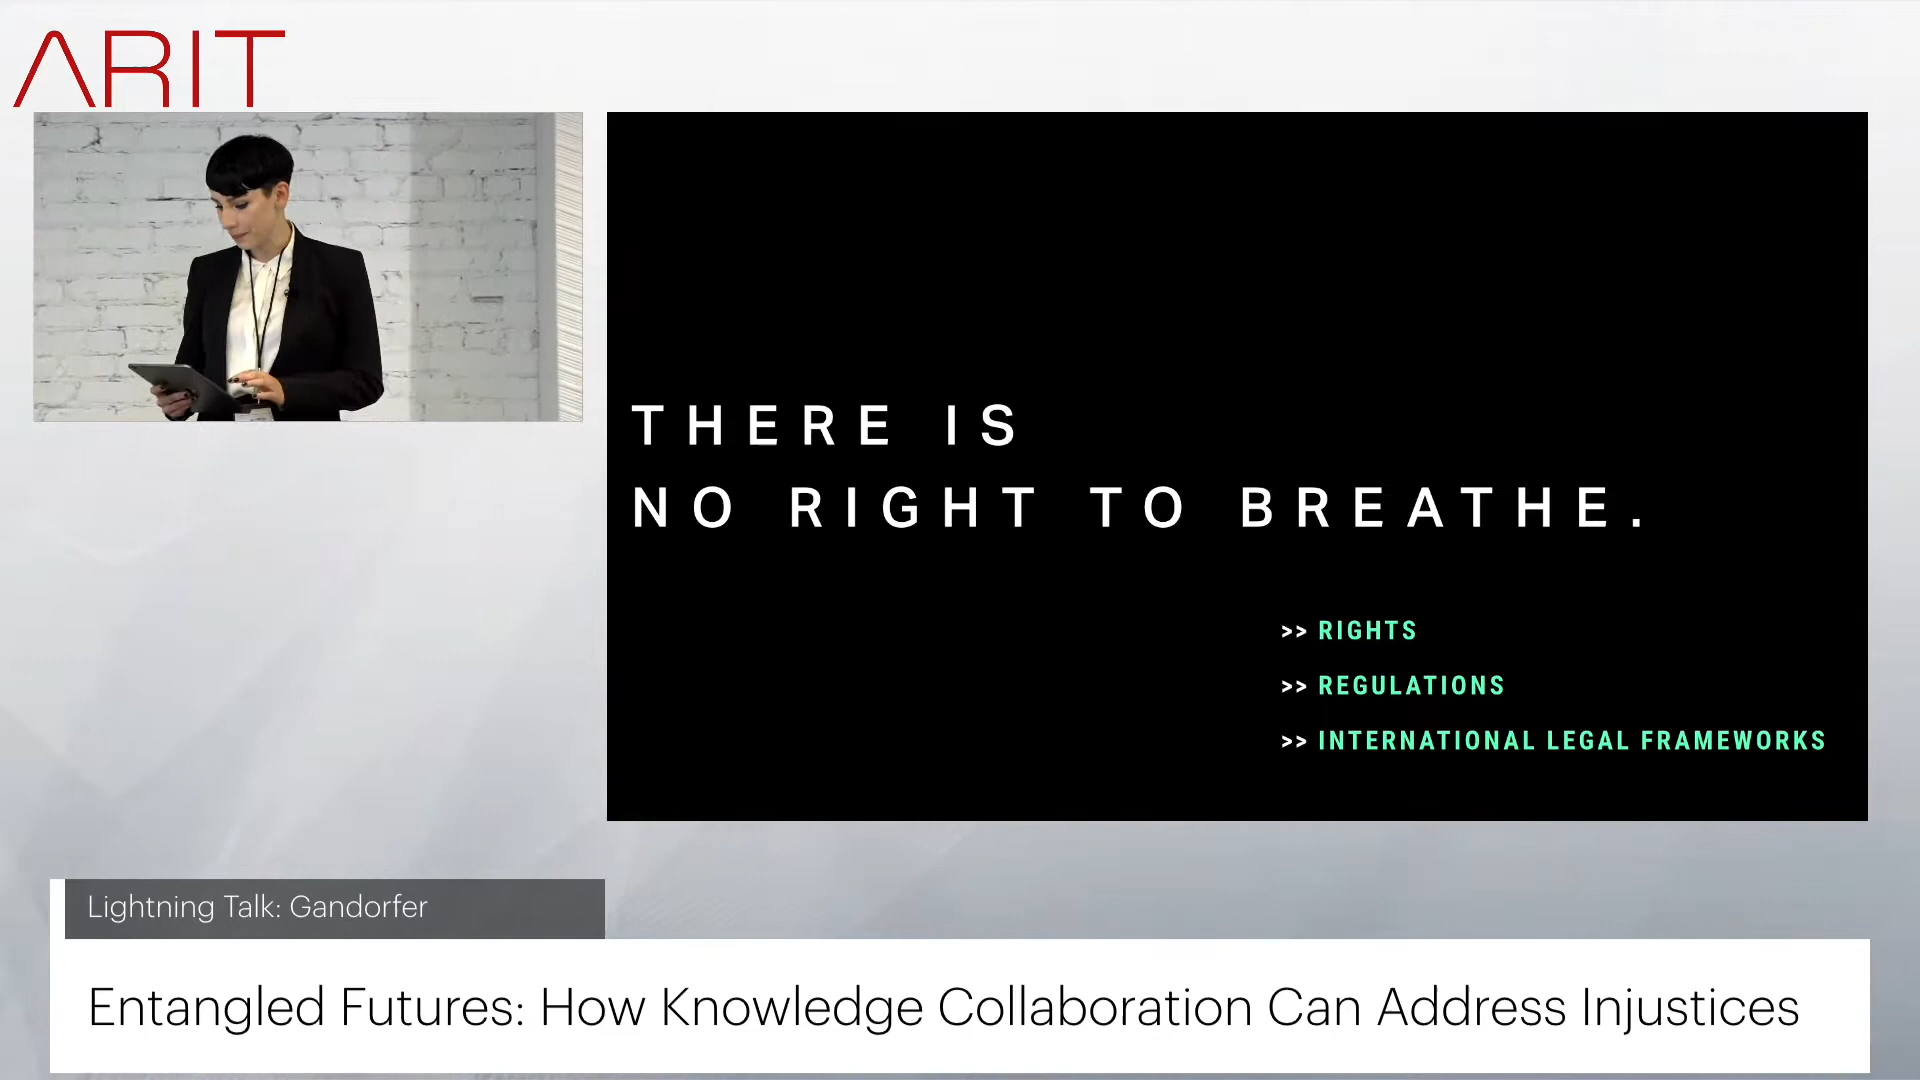 ARIT
THERE IS
NO RIGHT TO BREATHE.
>> RIGHTS
>> REGULATIONS
>> INTERNATIONAL LEGAL FRAMEWORKS
Lightning Talk: Gandorfer
Entangled Futures: How Knowledge Collaboration Can Address Injustices